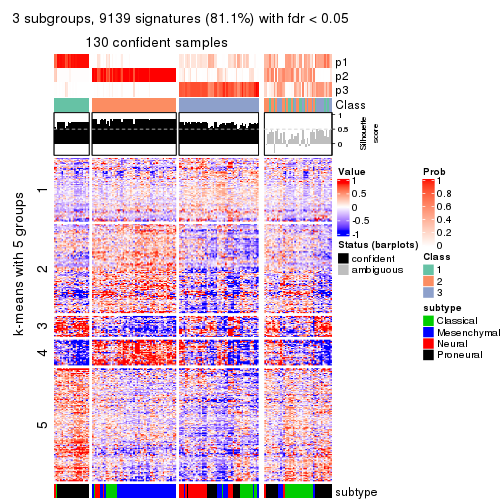 3 subgroups, 9139 signatures (81.1%) with fdr < 0.05
130 confident samples
p1
p2
p3
Class
1
0.5
0
Silhouette
score
k-means with 5 groups
1
2
3
4
5
subtype
Value
1
0.5
0
-0.5
-1
Status (barplots)
confident
ambiguous
Prob
1
0.8
0.6
0.4
0.2
0
Class
1
2
3
subtype
Classical
Mesenchymal
Neural
Proneural